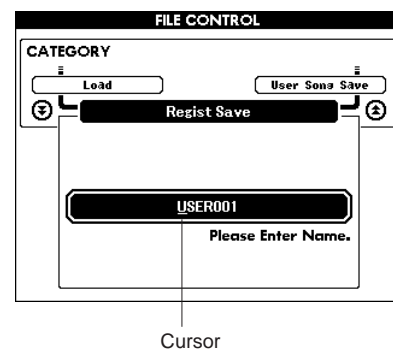 FILE CONTROL
CATEGORY
Load
User Song Save
Regist Save
USER001
Please Enter Name.
Cursor